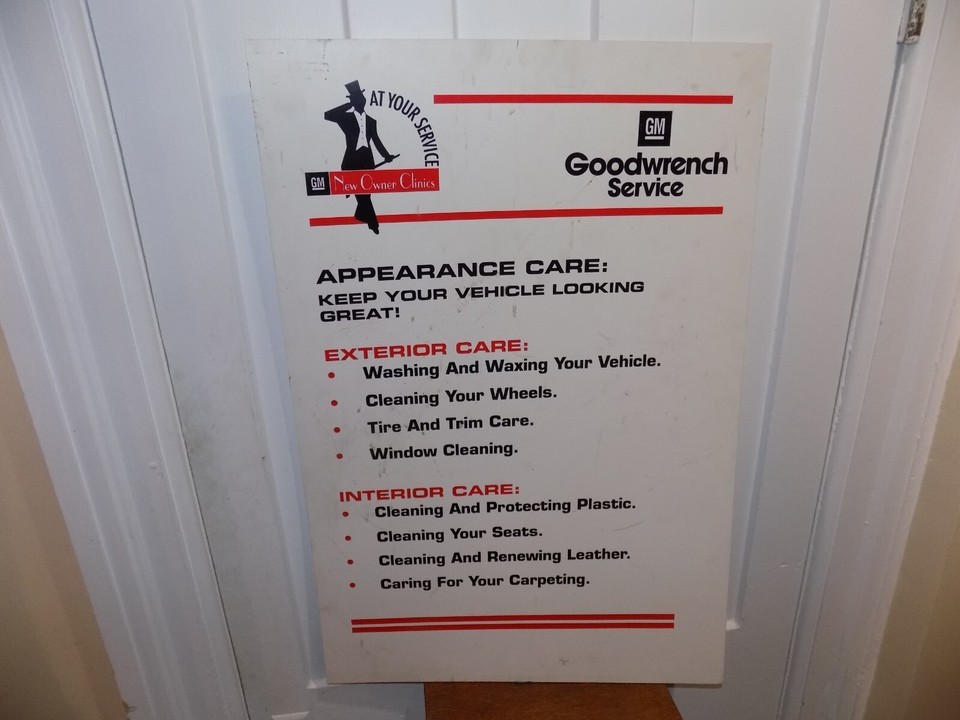 AT YOUR SERVICE
GM New Owner Clinics
GM
Goodwrench
Service
APPEARANCE CARE:
KEEP YOUR VEHICLE LOOKING
GREAT!
EXTERIOR CARE:
• Washing And Waxing Your Vehicle.
• Cleaning Your Wheels.
• Tire And Trim Care.
• Window Cleaning.
INTERIOR CARE:
• Cleaning And Protecting Plastic.
• Cleaning Your Seats.
• Cleaning And Renewing Leather.
• Caring For Your Carpeting.